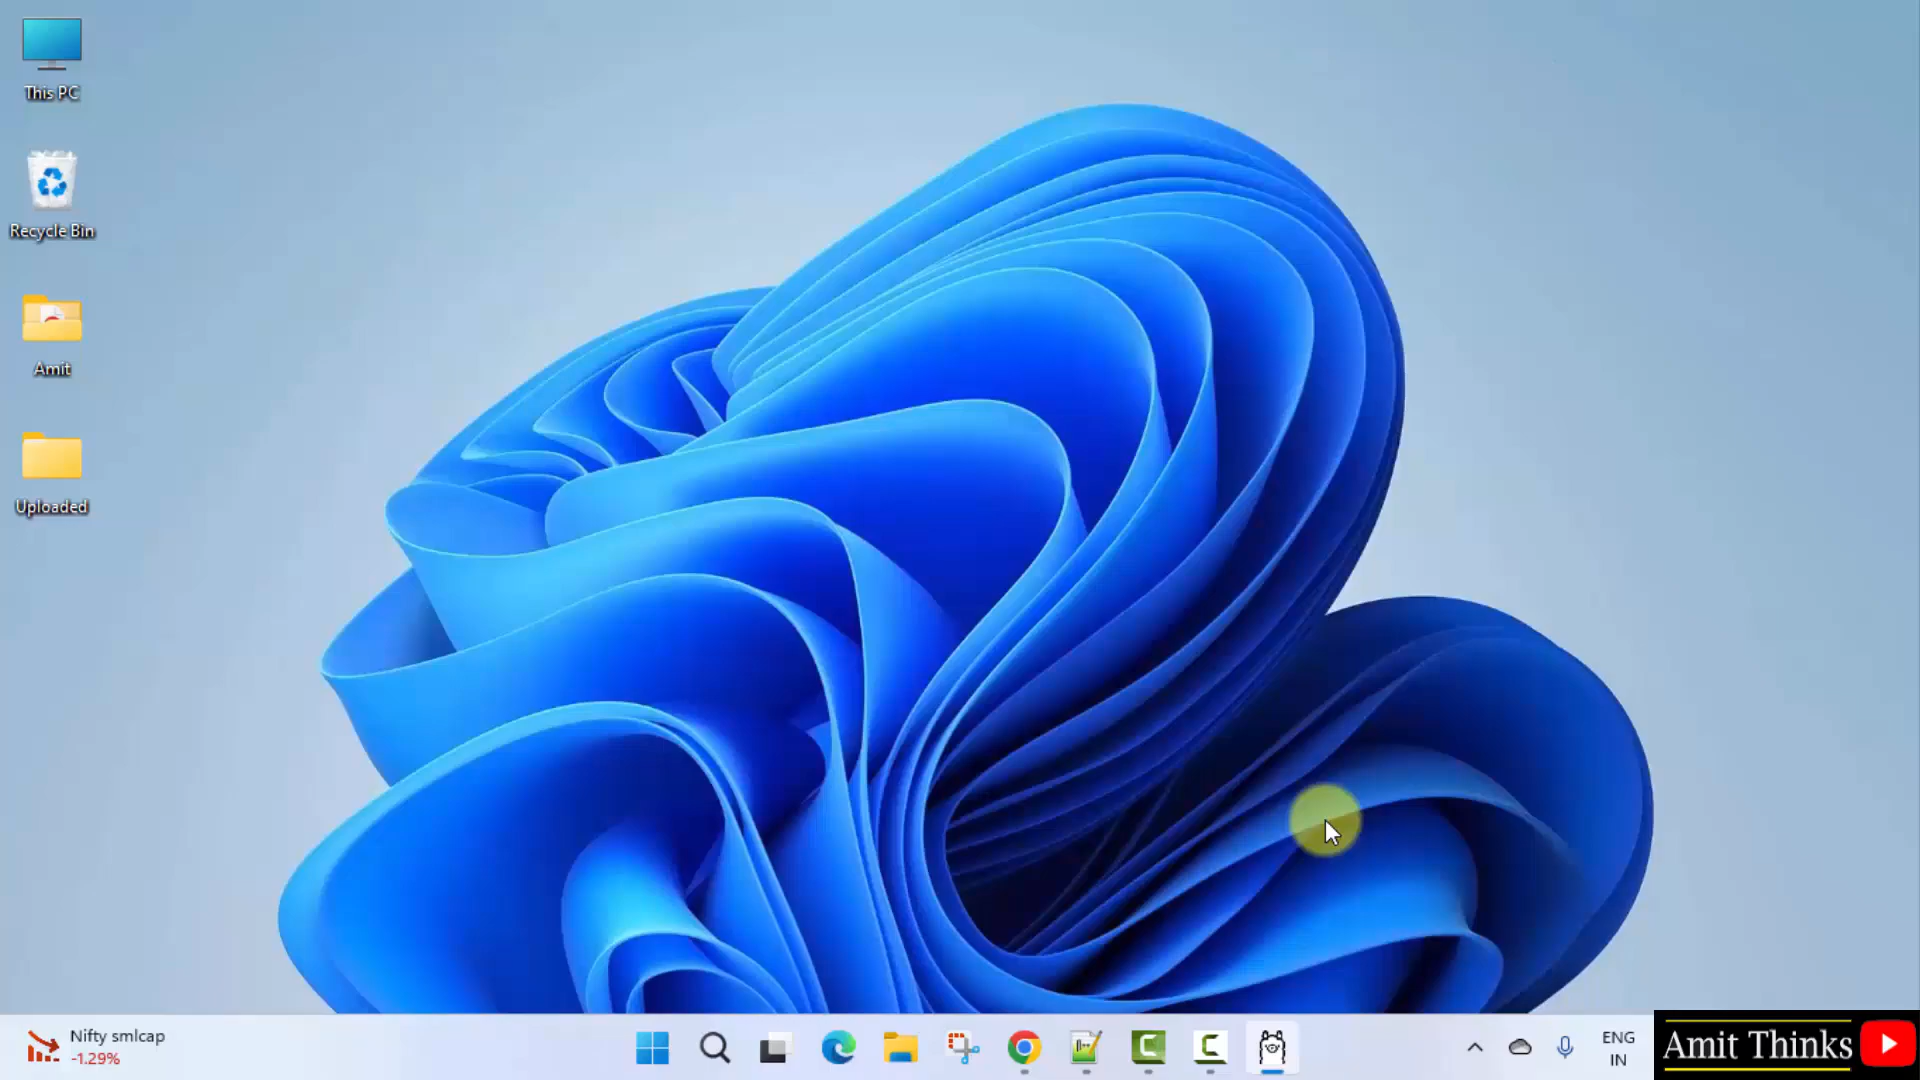 This PC
Recycle Bin
Amit
Uploaded
Nifty smlcap
-1.29%
ENG
IN
Amit Thinks